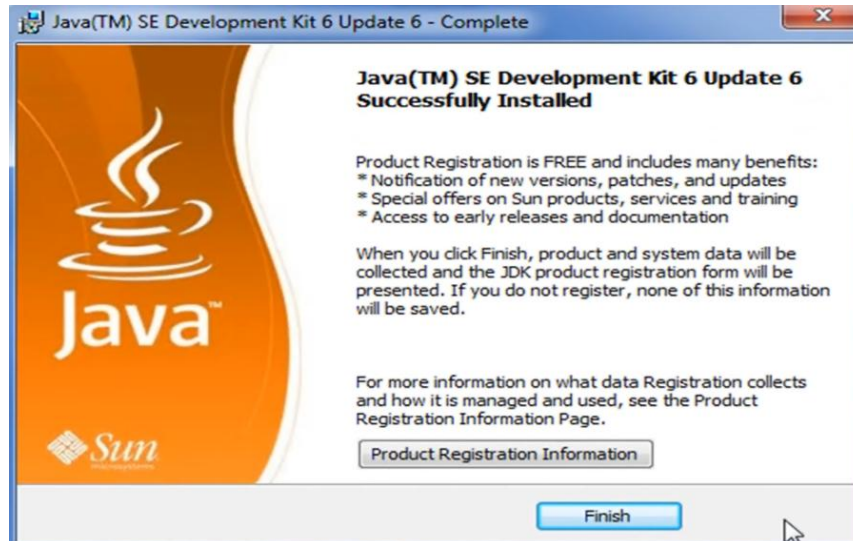 Java(TM) SE Development Kit 6 Update 6 - Complete
Java(TM) SE Development Kit 6 Update 6
Successfully Installed
Product Registration is FREE and includes many benefits:
* Notification of new versions, patches, and updates
* Special offers on Sun products, services and training
* Access to early releases and documentation
When you click Finish, product and system data will be
collected and the JDK product registration form will be
presented. If you do not register, none of this information
will be saved.
For more information on what data Registration collects
and how it is managed and used, see the Product
Registration Information Page.
Product Registration Information
Finish
Java™
Sun
microsystems